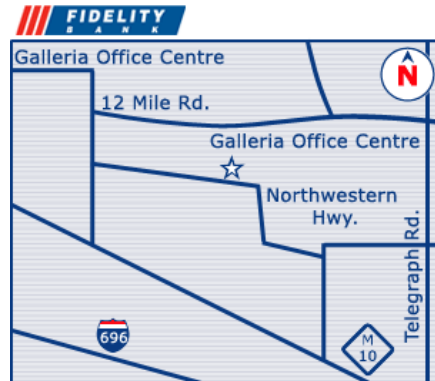 FIDELITY
BANK
Galleria Office Centre
N
12 Mile Rd.
Galleria Office Centre
Northwestern
Hwy.
Telegraph Rd.
696
M
10